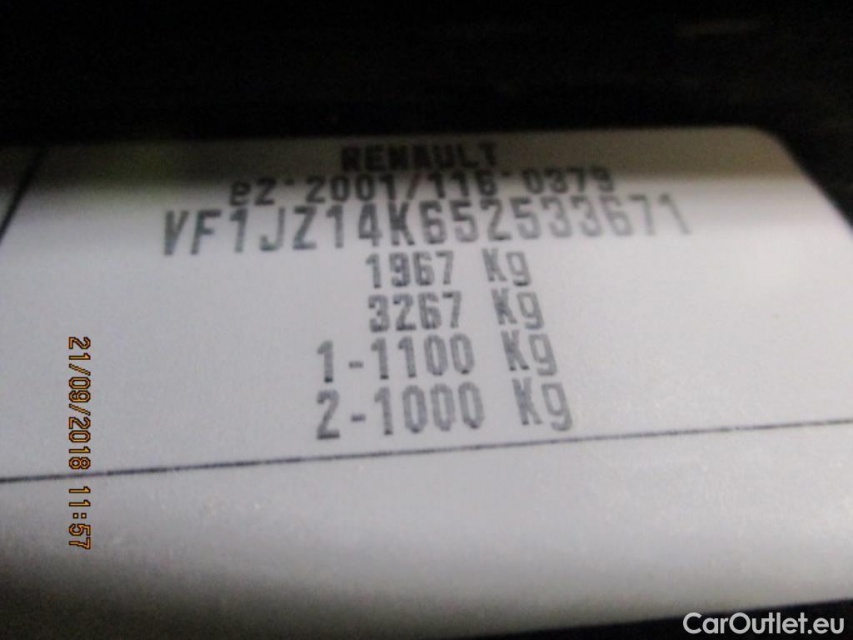 RENAULT
e2*2001/116*0379
VF1JZ14K652533671
1967 Kg
3267 Kg
1-1100 Kg
2-1000 Kg
21/09/2018 11:57
CarOutlet.eu